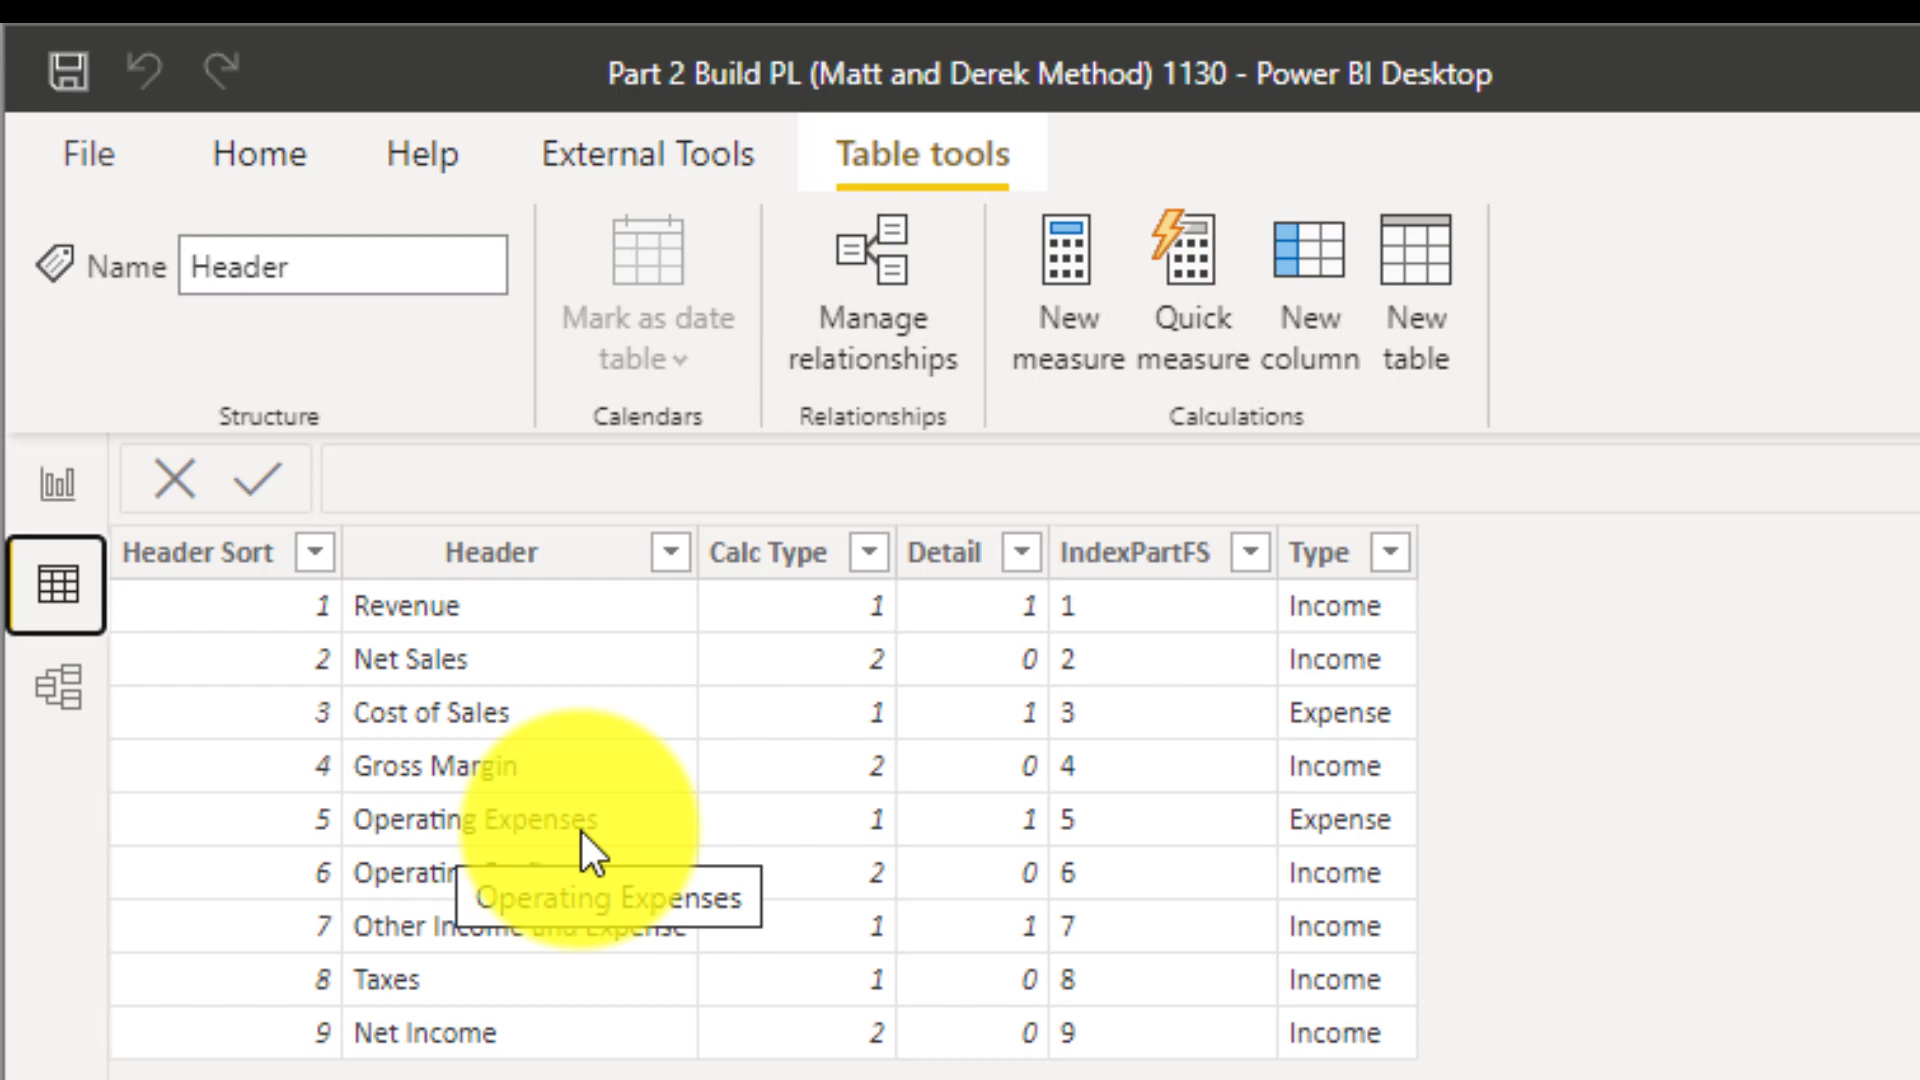 Part 2 Build PL (Matt and Derek Method) 1130 - Power BI Desktop
File Home Help External Tools Table tools
Name Header
Mark as date table
Manage relationships
New measure
Quick measure
New column
New table
Structure Calendars Relationships Calculations
Header Sort Header Calc Type Detail IndexPartFS Type
1 Revenue 1 1 1 Income
2 Net Sales 2 0 2 Income
3 Cost of Sales 1 1 3 Expense
4 Gross Margin 2 0 4 Income
5 Operating Expenses 1 1 5 Expense
6 2 0 6 Income
Operating Expenses
7 Other Income and Expense 1 1 7 Income
8 Taxes 1 0 8 Income
9 Net Income 2 0 9 Income